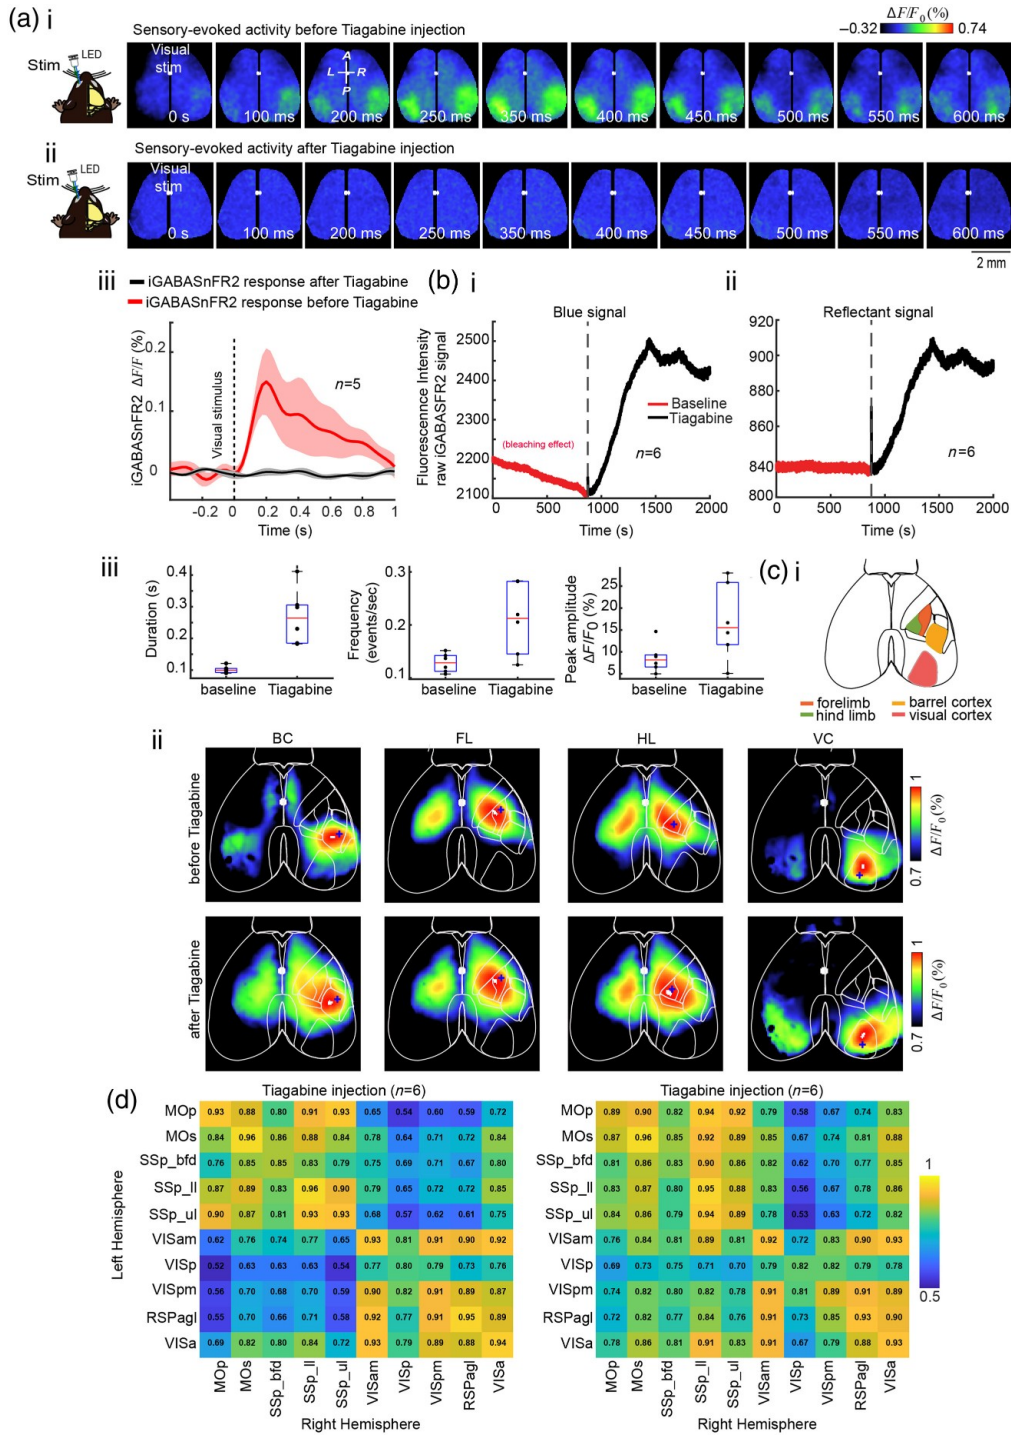 (a) i
Sensory-evoked activity before Tiagabine injection
ΔF/F0 (%)
−0.32 0.74
Stim LED
Visual stim
A
L R
P
0 s 100 ms 200 ms 250 ms 350 ms 400 ms 450 ms 500 ms 550 ms 600 ms
ii
Sensory-evoked activity after Tiagabine injection
Stim LED
Visual stim
0 s 100 ms 200 ms 250 ms 350 ms 400 ms 450 ms 500 ms 550 ms 600 ms
2 mm
iii
iGABASnFR2 response after Tiagabine
iGABASnFR2 response before Tiagabine
iGABASnFR2 ΔF/F (%)
0.2
0.1
0
Visual stimulus
n=5
-0.2 0 0.2 0.4 0.6 0.8 1
Time (s)
(b) i
Blue signal
Fluorescennce Intensity
raw iGABASFR2 signal
2500
2400
2300
2200
2100
Baseline
Tiagabine
(bleaching effect)
n=6
0 500 1000 1500 2000
Time (s)
ii
Reflectant signal
920
880
840
800
n=6
0 500 1000 1500 2000
Time (s)
iii
Duration (s)
0.4
0.3
0.2
0.1
baseline Tiagabine
Frequency
(events/sec)
0.3
0.2
0.1
baseline Tiagabine
Peak amplitude
ΔF/F0 (%)
25
20
15
10
5
baseline Tiagabine
(c) i
forelimb barrel cortex
hind limb visual cortex
ii
BC FL HL VC
before Tiagabine
1
ΔF/F0 (%)
0.7
after Tiagabine
1
ΔF/F0 (%)
0.7
(d)
Tiagabine injection (n=6)
Left Hemisphere
MOp 0.93 0.88 0.80 0.91 0.93 0.65 0.54 0.60 0.59 0.72
MOs 0.84 0.96 0.86 0.88 0.84 0.78 0.64 0.71 0.72 0.84
SSp_bfd 0.76 0.85 0.85 0.83 0.79 0.75 0.69 0.71 0.67 0.80
SSp_ll 0.87 0.89 0.83 0.96 0.90 0.79 0.65 0.72 0.72 0.85
SSp_ul 0.90 0.87 0.81 0.93 0.93 0.68 0.57 0.62 0.61 0.75
VISam 0.62 0.76 0.74 0.77 0.65 0.93 0.81 0.91 0.90 0.92
VISp 0.52 0.63 0.63 0.63 0.54 0.77 0.80 0.79 0.73 0.76
VISpm 0.56 0.70 0.68 0.70 0.59 0.90 0.82 0.91 0.89 0.87
RSPagl 0.55 0.70 0.66 0.71 0.58 0.92 0.77 0.91 0.95 0.89
VISa 0.69 0.82 0.80 0.84 0.72 0.93 0.79 0.89 0.88 0.94
MOp MOs SSp_bfd SSp_ll SSp_ul VISam VISp VISpm RSPagl VISa
Right Hemisphere
Tiagabine injection (n=6)
MOp 0.89 0.90 0.82 0.94 0.92 0.79 0.58 0.67 0.74 0.83
MOs 0.87 0.96 0.85 0.92 0.89 0.85 0.67 0.74 0.81 0.88
SSp_bfd 0.81 0.86 0.83 0.90 0.86 0.82 0.62 0.70 0.77 0.85
SSp_ll 0.83 0.87 0.80 0.95 0.88 0.83 0.56 0.67 0.78 0.86
SSp_ul 0.84 0.86 0.81 0.94 0.89 0.78 0.53 0.63 0.72 0.82
VISam 0.76 0.84 0.81 0.89 0.81 0.92 0.72 0.83 0.90 0.93
VISp 0.69 0.73 0.75 0.71 0.70 0.82 0.82 0.82 0.79 0.78
VISpm 0.74 0.82 0.80 0.82 0.76 0.91 0.81 0.89 0.91 0.89
RSPagl 0.72 0.82 0.77 0.84 0.76 0.91 0.73 0.85 0.93 0.90
VISa 0.78 0.86 0.81 0.91 0.83 0.91 0.67 0.79 0.88 0.93
1
0.5
MOp MOs SSp_bfd SSp_ll SSp_ul VISam VISp VISpm RSPagl VISa
Right Hemisphere